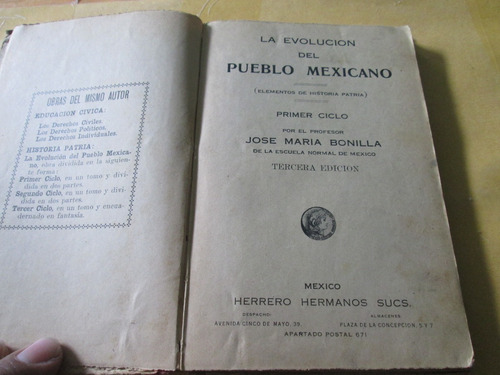 OBRAS DEL MISMO AUTOR
EDUCACION CIVICA:
Los Derechos Civiles
Los Derechos Políticos,
Los Derechos Individuales.
HISTORIA PATRIA:
La Evolución del Pueblo Mexica-
no, obra dividida en la siguien-
te forma:
Primer Ciclo, en un tomo y divi-
dida en dos partes.
Segundo Ciclo, en un tomo y divi-
dida en dos partes.
Tercer Ciclo, en un tomo y encua-
dernado en fantasía.
LA EVOLUCION
DEL
PUEBLO MEXICANO
(ELEMENTOS DE HISTORIA PATRIA)
PRIMER CICLO
POR EL PROFESOR
JOSE MARIA BONILLA
DE LA ESCUELA NORMAL DE MEXICO
TERCERA EDICION
MEXICO
HERRERO HERMANOS SUCS.
DESPACHO: ALMACENES
AVENIDA CINCO DE MAYO, 39 PLAZA DE LA CONCEPCION, 5 Y 7
APARTADO POSTAL 671